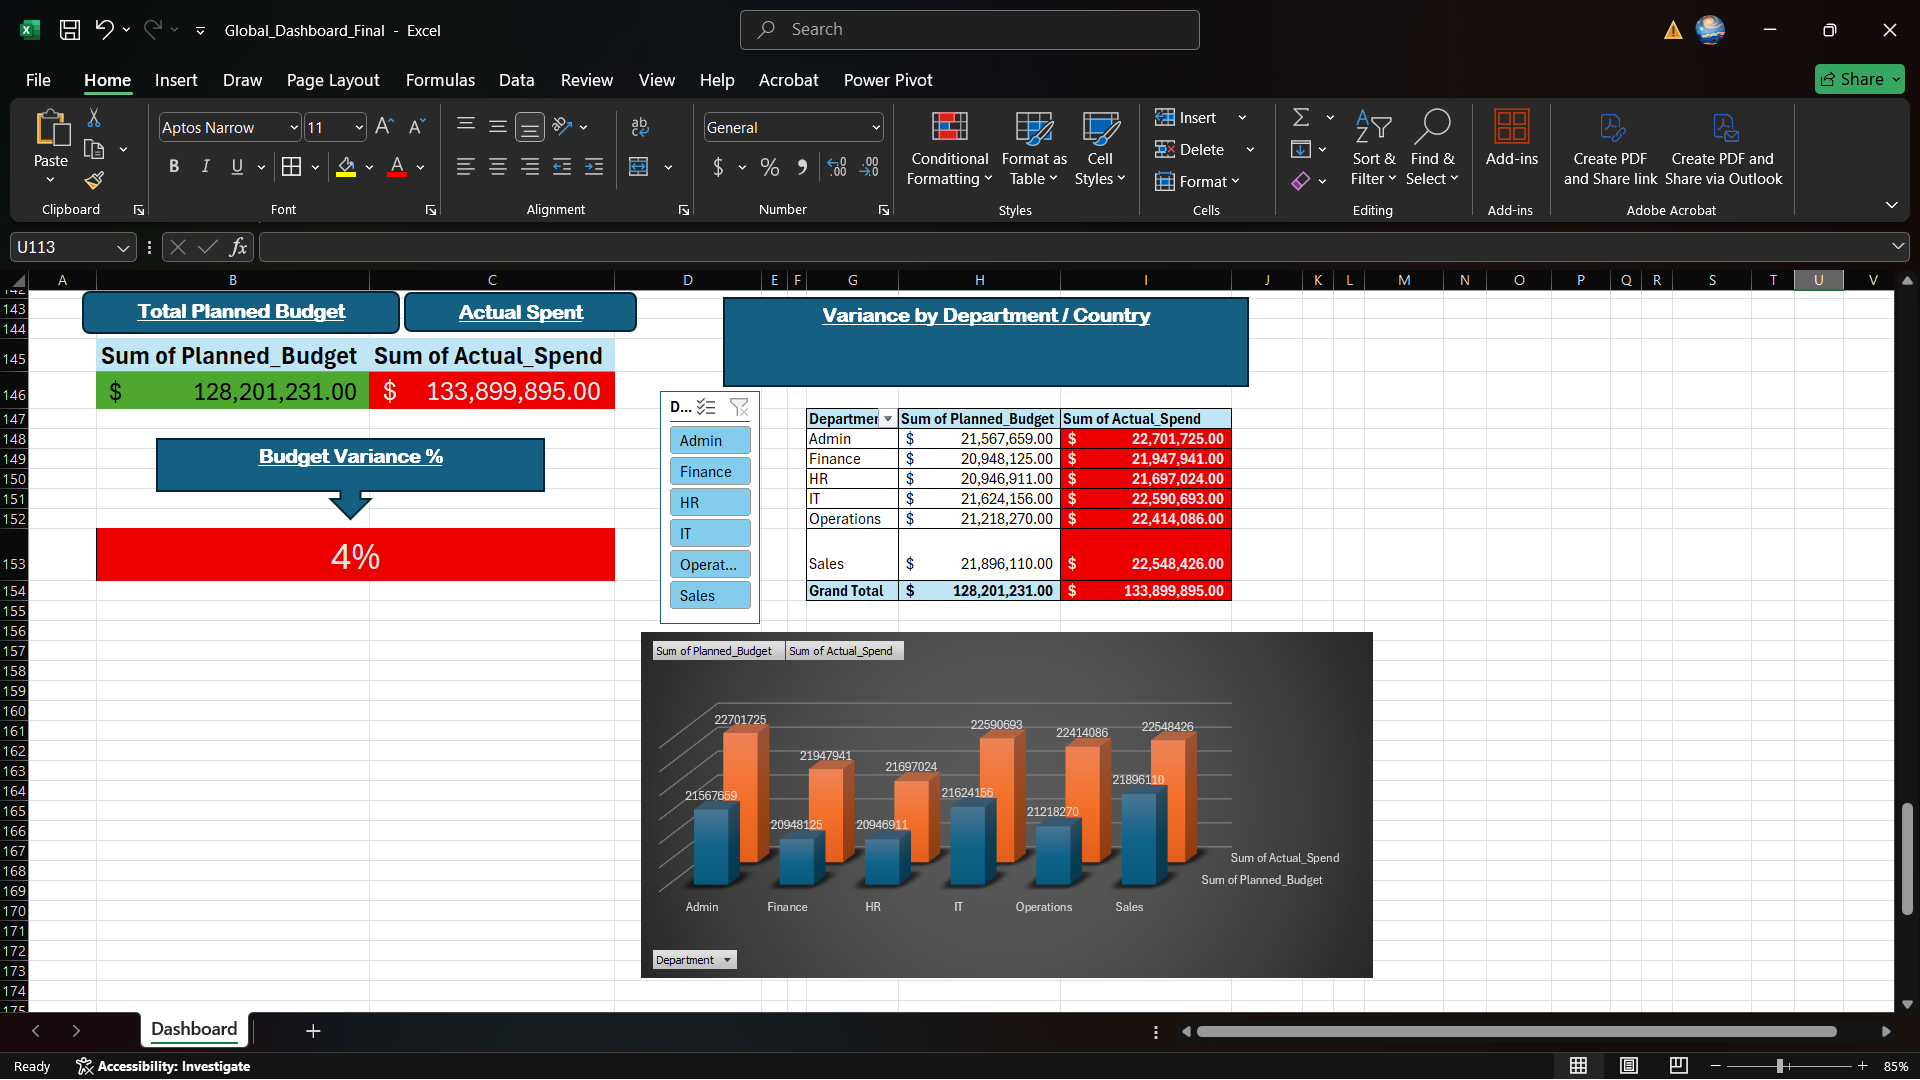 Global_Dashboard_Final - Excel
Search
File Home Insert Draw Page Layout Formulas Data Review View Help Acrobat Power Pivot
Share
Paste
Clipboard
Aptos Narrow 11
B I U
Font
Alignment
General
$ % ,
Number
Conditional Formatting
Format as Table
Cell Styles
Styles
Insert
Delete
Format
Cells
Sort & Filter
Find & Select
Editing
Add-ins
Add-ins
Create PDF and Share link
Create PDF and Share via Outlook
Adobe Acrobat
U113
fx
A B C D E F G H I J K L M N O P Q R S T U V
142
143
144
145
146
147
148
149
150
151
152
153
154
155
156
157
158
159
160
161
162
163
164
165
166
167
168
169
170
171
172
173
174
175
Total Planned Budget Actual Spent
Sum of Planned_Budget Sum of Actual_Spend
$ 128,201,231.00 $ 133,899,895.00
Budget Variance %
4%
Variance by Department / Country
D...
Admin
Finance
HR
IT
Operat...
Sales
Departmen Sum of Planned_Budget Sum of Actual_Spend
Admin $ 21,567,659.00 $ 22,701,725.00
Finance $ 20,948,125.00 $ 21,947,941.00
HR $ 20,946,911.00 $ 21,697,024.00
IT $ 21,624,156.00 $ 22,590,693.00
Operations $ 21,218,270.00 $ 22,414,086.00
Sales $ 21,896,110.00 $ 22,548,426.00
Grand Total $ 128,201,231.00 $ 133,899,895.00
Sum of Planned_Budget Sum of Actual_Spend
22701725 21947941 21697024 22590693 22414086 22548426
21567659 20948125 20946911 21624156 21218270 21896110
Sum of Actual_Spend
Sum of Planned_Budget
Admin Finance HR IT Operations Sales
Department
Dashboard
Ready
Accessibility: Investigate
85%